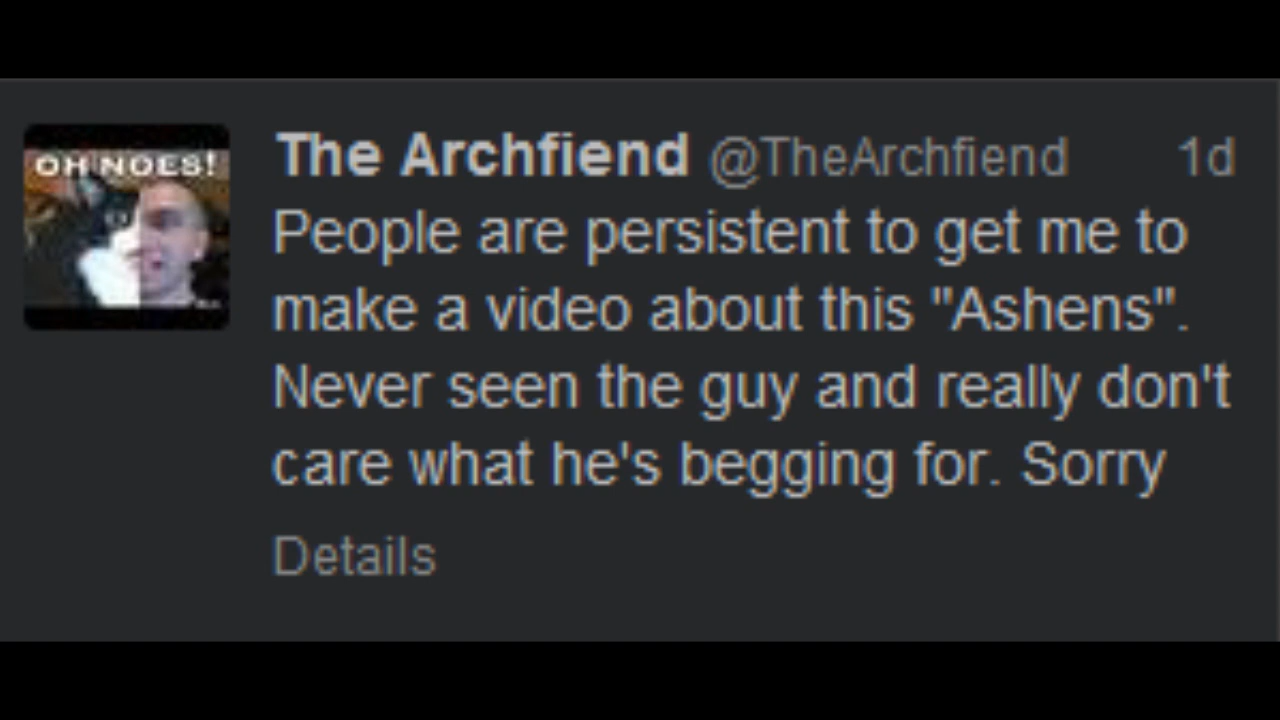 OH NOES!
The Archfiend @TheArchfiend 1d
People are persistent to get me to
make a video about this "Ashens".
Never seen the guy and really don't
care what he's begging for. Sorry
Details